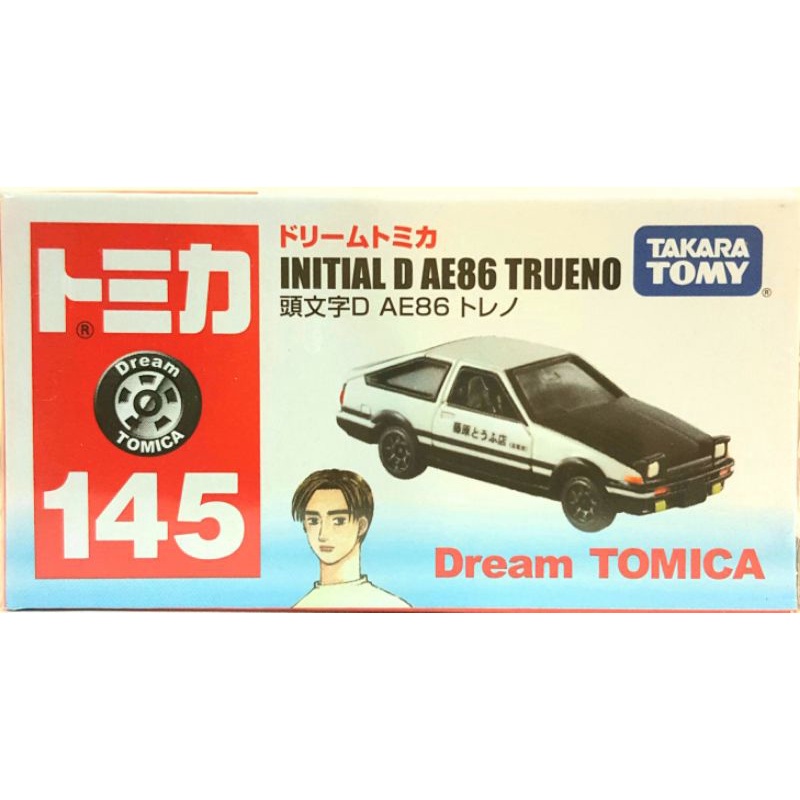 トミカ
®
Dream
TOMICA
145
ドリームトミカ
INITIAL D AE86 TRUENO
頭文字D AE86 トレノ
TAKARA
TOMY
®
藤原とうふ店
Dream TOMICA